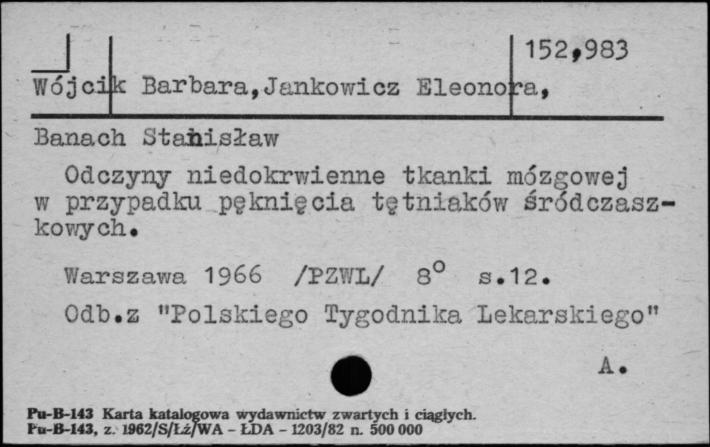 152,983
Wójcik Barbara,Jankowicz Eleonora,
Banach Stanisław
Odczyny niedokrwienne tkanki mózgowej
w przypadku pęknięcia tętniaków śródczasz-
kowych.
Warszawa 1966 /PZWL/ 8° s.12.
Odb.z "Polskiego Tygodnika Lekarskiego"
A.
Pu-B-143 Karta katalogowa wydawnictw zwartych i ciągłych.
Pu-B-143, z. 1962/S/Łż/WA - ŁDA - 1203/82 n. 500 000